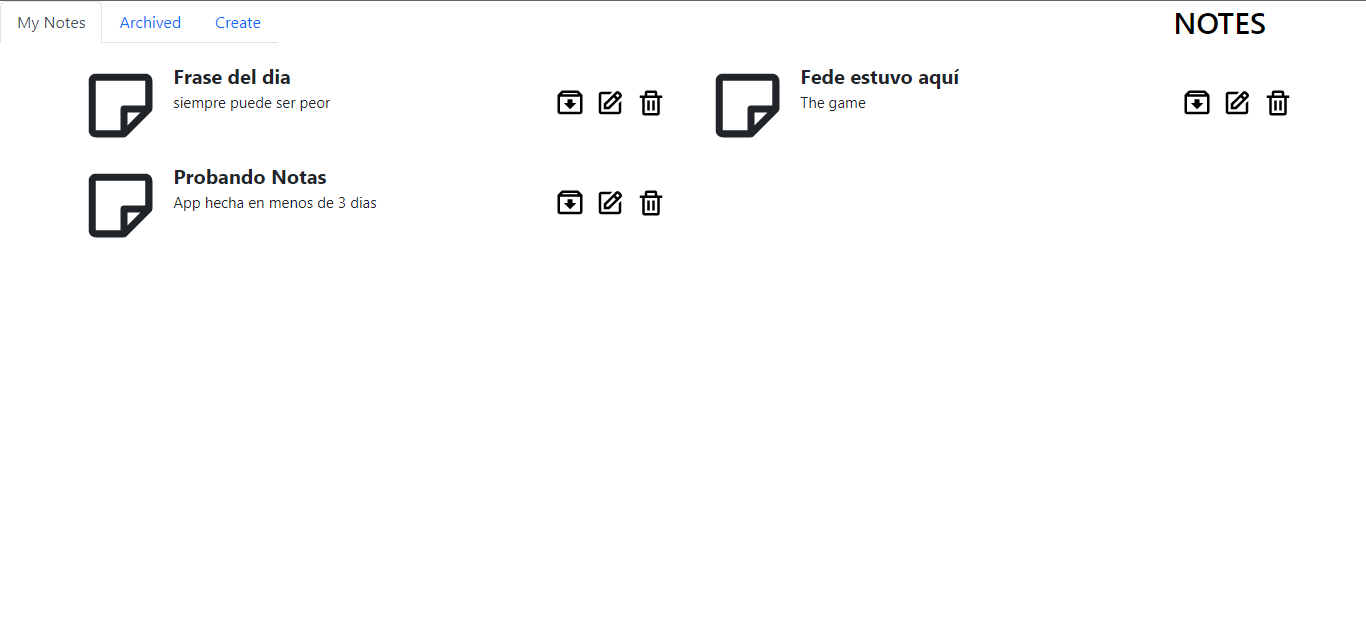 My Notes Archived Create NOTES
Frase del dia
siempre puede ser peor
Fede estuvo aquí
The game
Probando Notas
App hecha en menos de 3 dias